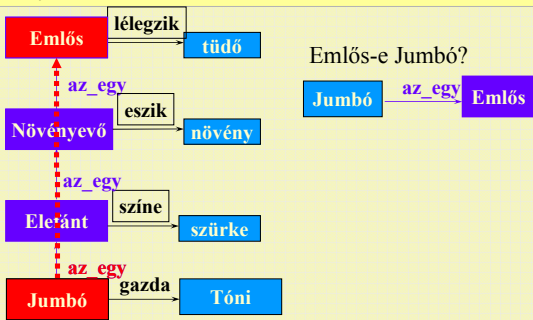 Emlős
lélegzik
tüdő
Emlős-e Jumbó?
az_egy
Jumbó
az_egy
Emlős
Növényevő
eszik
növény
az_egy
Elefánt
színe
szürke
az_egy
Jumbó
gazda
Tóni